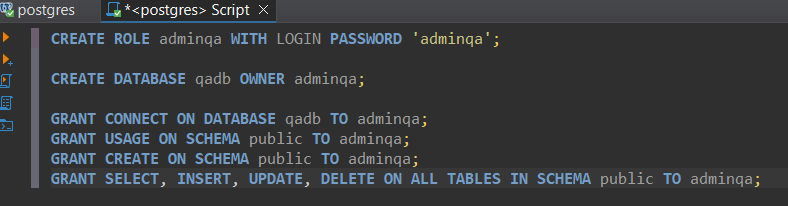 postgres
*<postgres> Script
CREATE ROLE adminqa WITH LOGIN PASSWORD 'adminqa';
CREATE DATABASE qadb OWNER adminqa;
GRANT CONNECT ON DATABASE qadb TO adminqa;
GRANT USAGE ON SCHEMA public TO adminqa;
GRANT CREATE ON SCHEMA public TO adminqa;
GRANT SELECT, INSERT, UPDATE, DELETE ON ALL TABLES IN SCHEMA public TO adminqa;